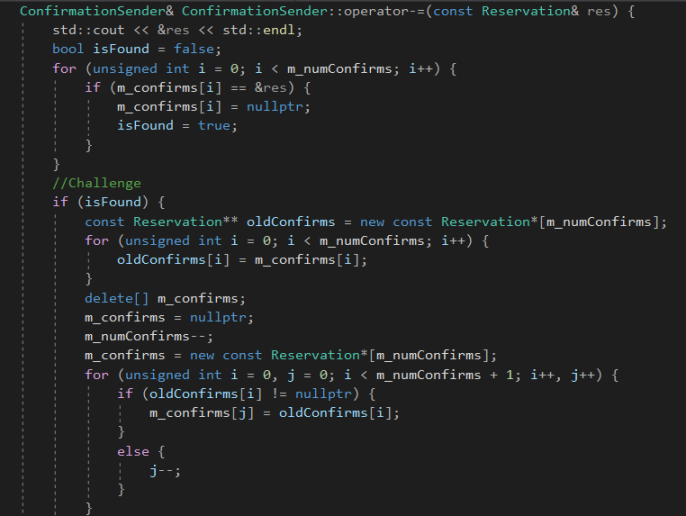 ConfirmationSender& ConfirmationSender::operator-=(const Reservation& res) {
std::cout << &res << std::endl;
bool isFound = false;
for (unsigned int i = 0; i < m_numConfirms; i++) {
if (m_confirms[i] == &res) {
m_confirms[i] = nullptr;
isFound = true;
}
}
//Challenge
if (isFound) {
const Reservation** oldConfirms = new const Reservation*[m_numConfirms];
for (unsigned int i = 0; i < m_numConfirms; i++) {
oldConfirms[i] = m_confirms[i];
}
delete[] m_confirms;
m_confirms = nullptr;
m_numConfirms--;
m_confirms = new const Reservation*[m_numConfirms];
for (unsigned int i = 0, j = 0; i < m_numConfirms + 1; i++, j++) {
if (oldConfirms[i] != nullptr) {
m_confirms[j] = oldConfirms[i];
}
else {
j--;
}
}